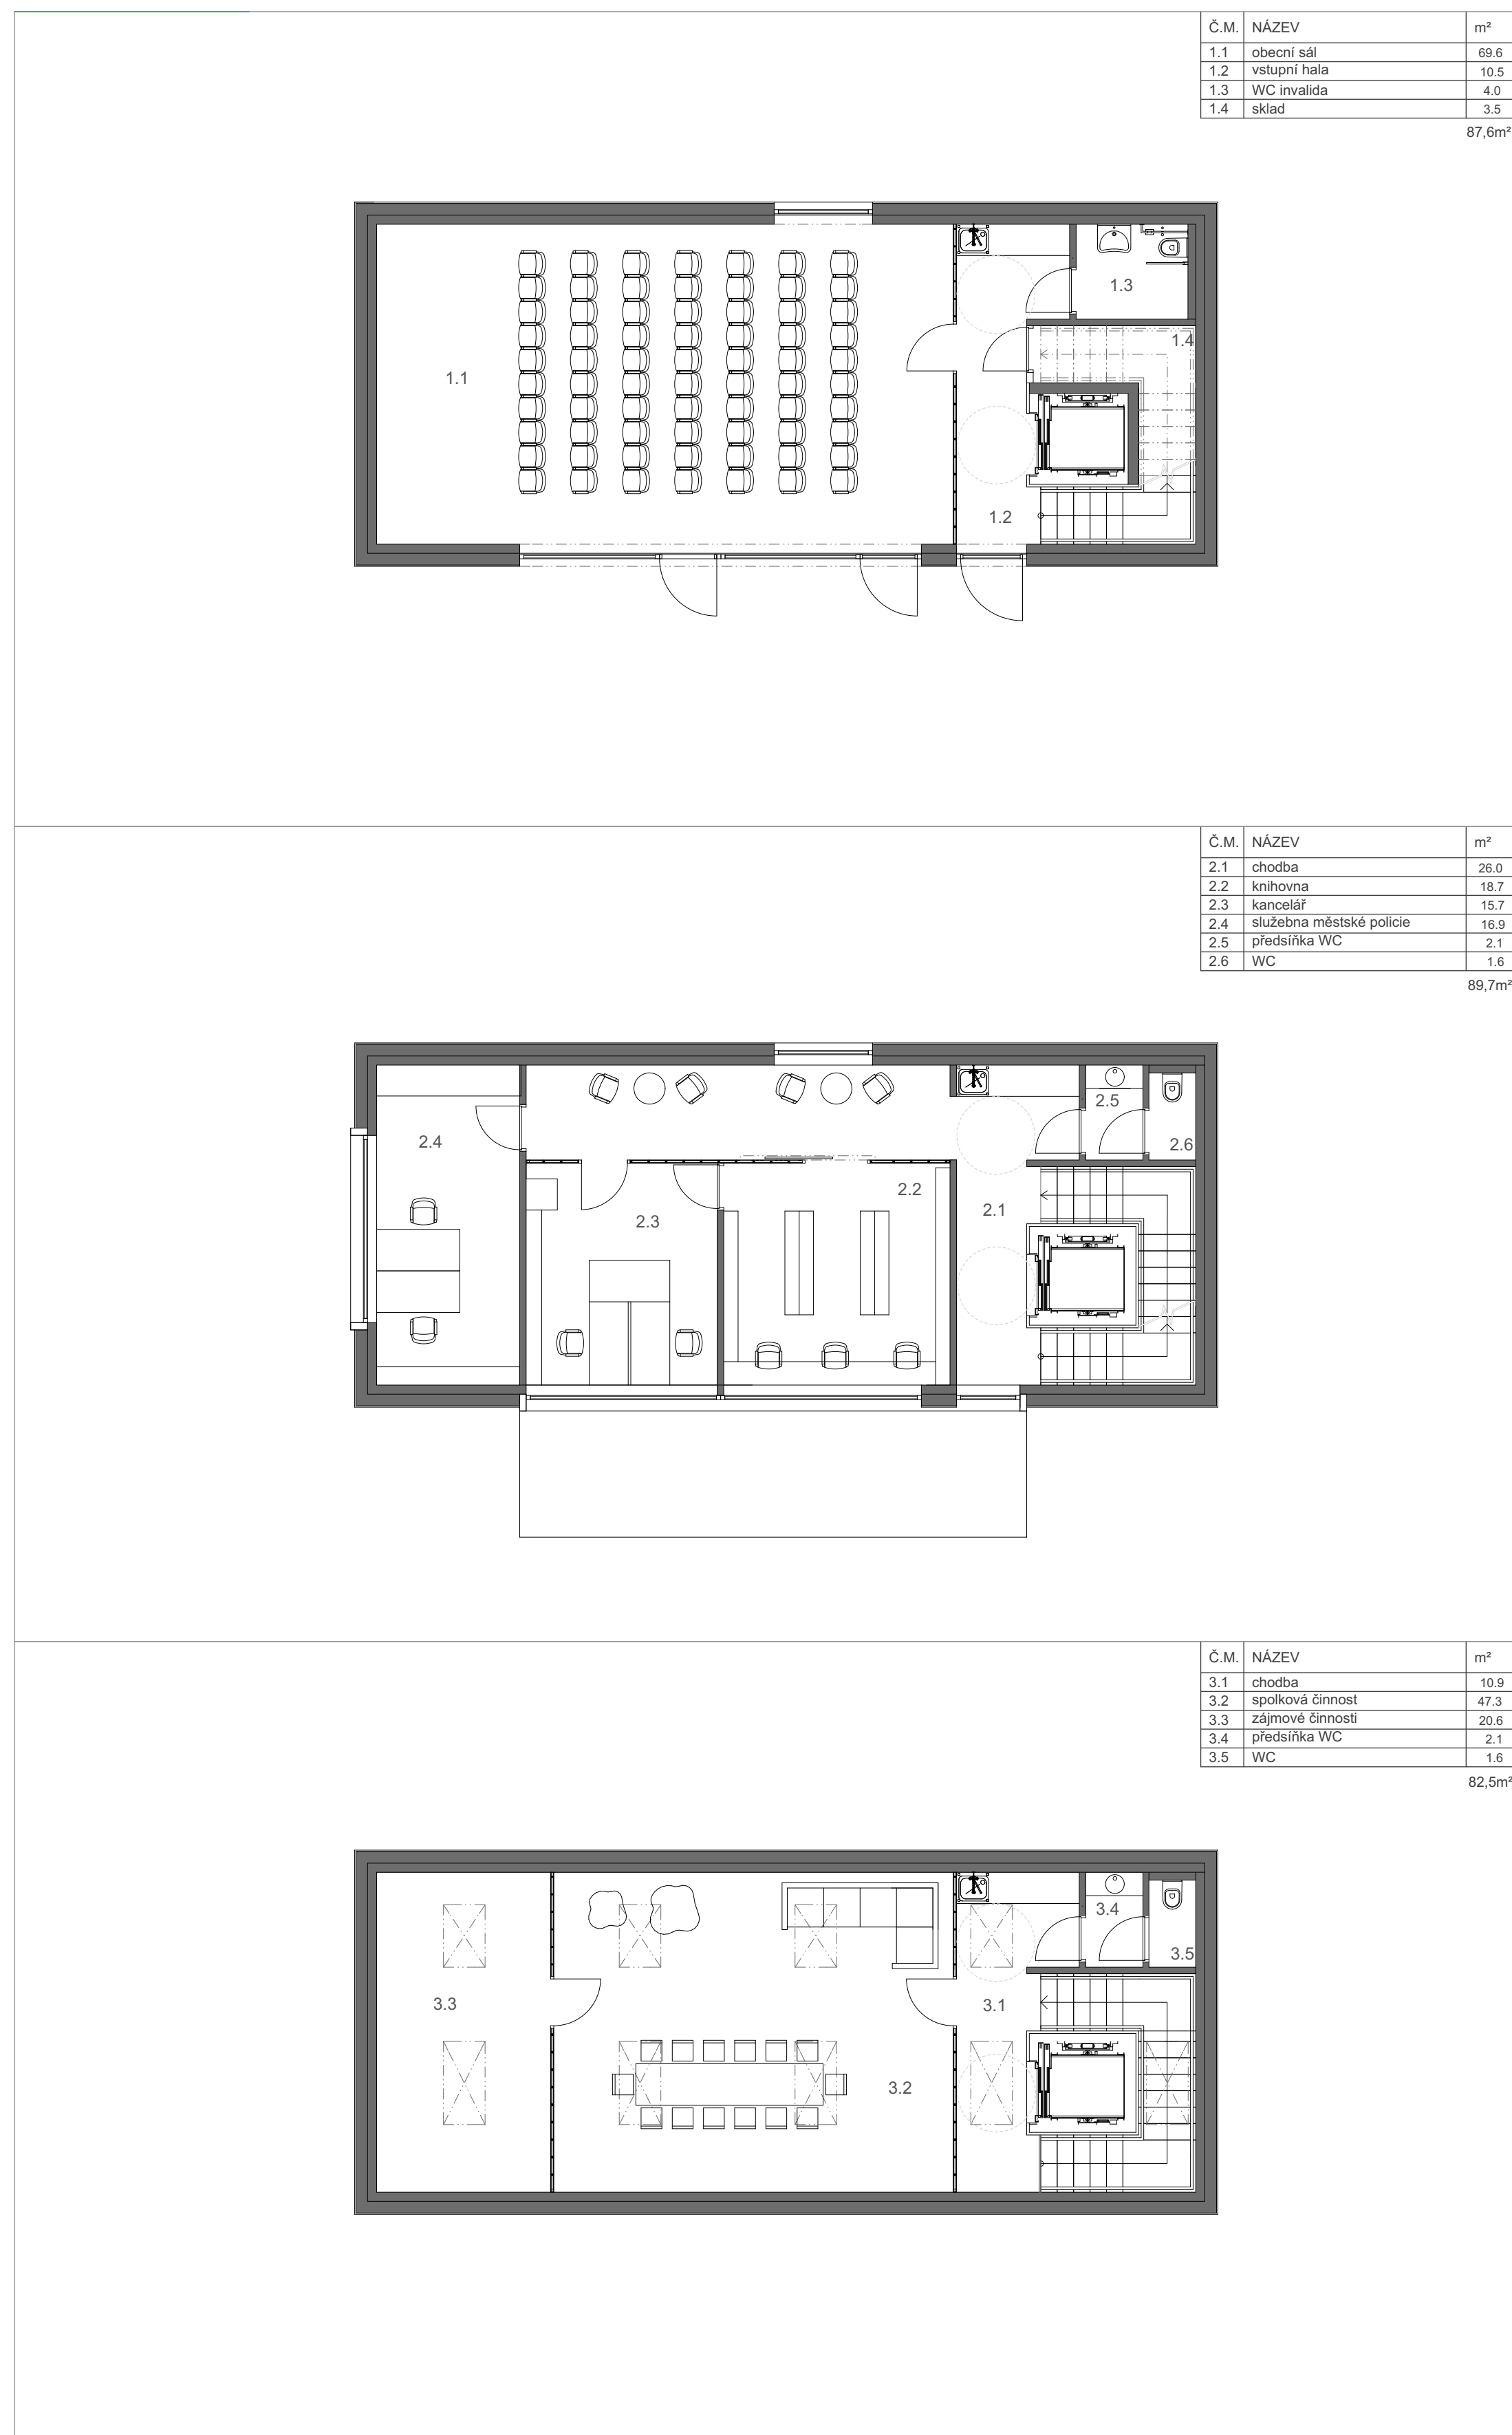 Č.M. NÁZEV m²
1.1 obecní sál 69.6
1.2 vstupní hala 10.5
1.3 WC invalida 4.0
1.4 sklad 3.5
87,6m²
1.3
1.4
1.1
1.2
Č.M. NÁZEV m²
2.1 chodba 26.0
2.2 knihovna 18.7
2.3 kancelář 15.7
2.4 služebna městské policie 16.9
2.5 předsíňka WC 2.1
2.6 WC 1.6
89,7m²
2.5
2.4
2.6
2.2
2.1
2.3
Č.M. NÁZEV m²
3.1 chodba 10.9
3.2 spolková činnost 47.3
3.3 zájmové činnosti 20.6
3.4 předsíňka WC 2.1
3.5 WC 1.6
82,5m²
3.4
3.5
3.3
3.1
3.2